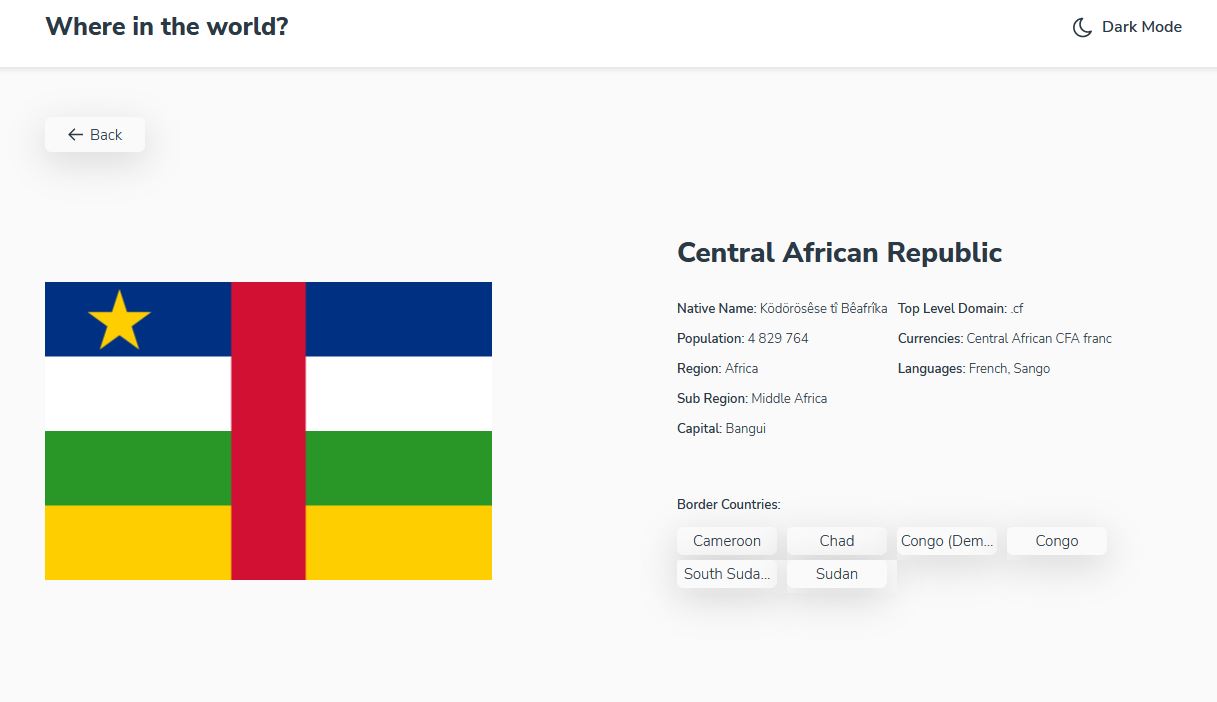 Where in the world?
Dark Mode
Back
Central African Republic
Native Name: Ködörösêse tî Bêafrîka
Population: 4 829 764
Region: Africa
Sub Region: Middle Africa
Capital: Bangui
Top Level Domain: .cf
Currencies: Central African CFA franc
Languages: French, Sango
Border Countries:
Cameroon
Chad
Congo (Dem...
Congo
South Suda...
Sudan